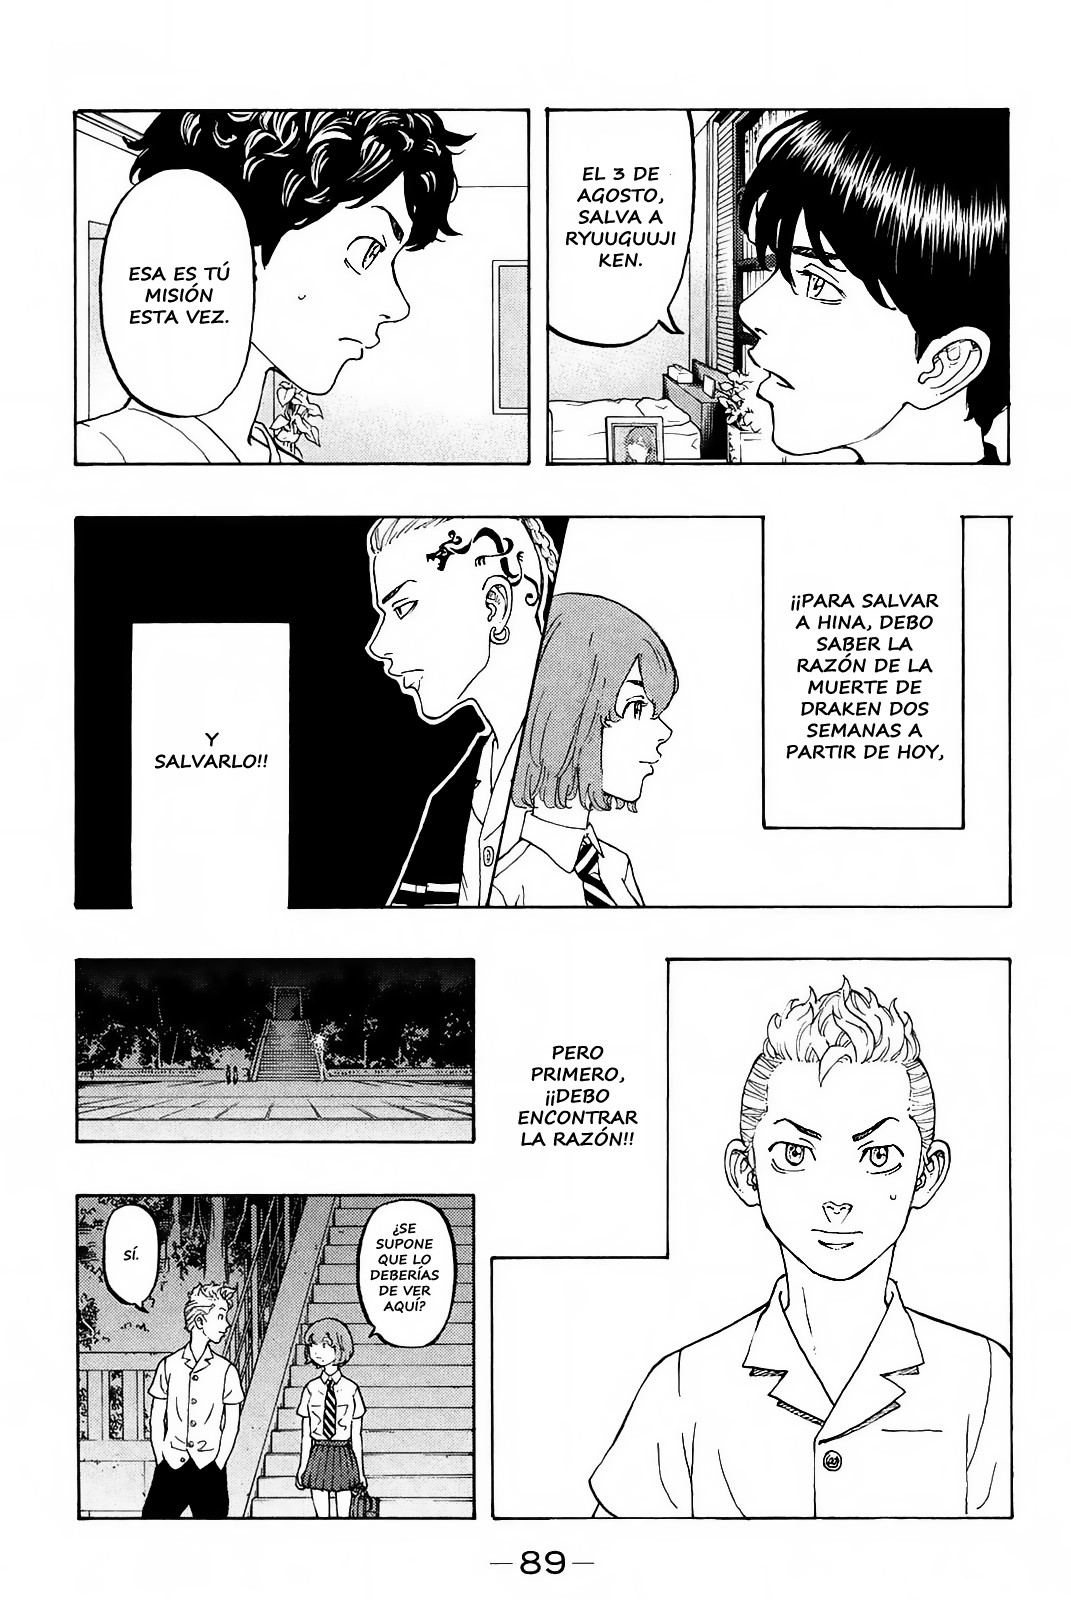 EL 3 DE
AGOSTO,
SALVA A
RYUUGUUJI
KEN.
ESA ES TÚ
MISIÓN
ESTA VEZ.
¡¡PARA SALVAR
A HINA, DEBO
SABER LA
RAZÓN DE LA
MUERTE DE
DRAKEN DOS
SEMANAS A
PARTIR DE HOY,
Y
SALVARLO!!
PERO
PRIMERO,
¡¡DEBO
ENCONTRAR
LA RAZÓN!!
¿SE
SUPONE
QUE LO
DEBERÍAS
DE VER
AQUÍ?
SÍ.
—89—